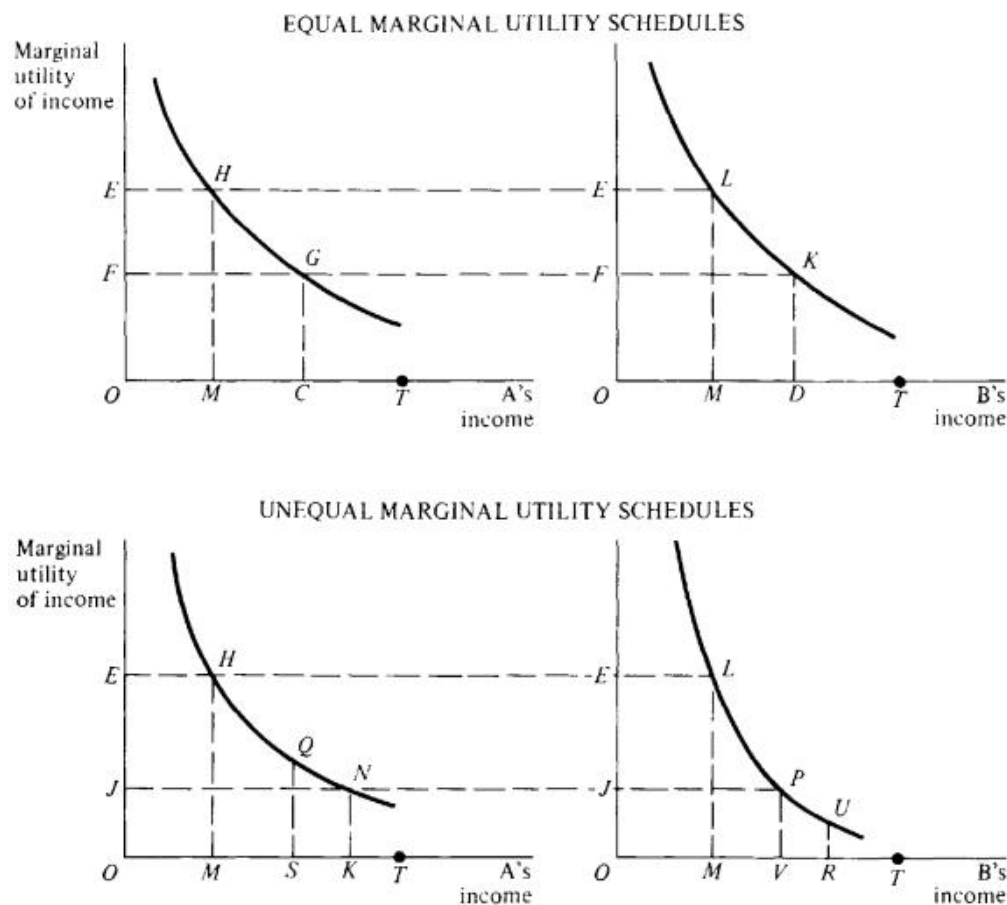 EQUAL MARGINAL UTILITY SCHEDULES
Marginal
utility
of income
H
L
E
E
G
K
F
F
O
M
C
T
A's
income
O
M
D
T
B's
income
UNEQUAL MARGINAL UTILITY SCHEDULES
Marginal
utility
of income
H
L
E
E
Q
N
P
U
J
J
O
M
S
K
T
A's
income
O
M
V
R
T
B's
income